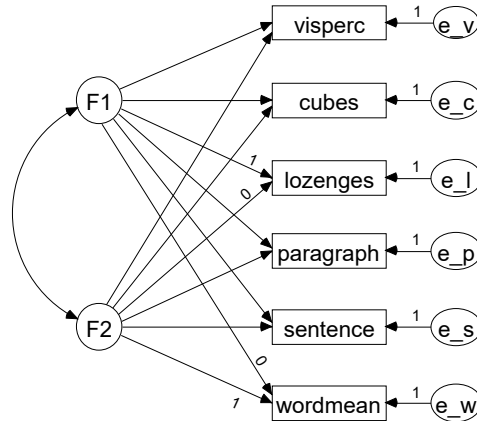 visperc 1 e_v
F1 cubes 1 e_c
1 lozenges 1 e_l
0
paragraph 1 e_p
F2 sentence 1 e_s
0
1 wordmean 1 e_w